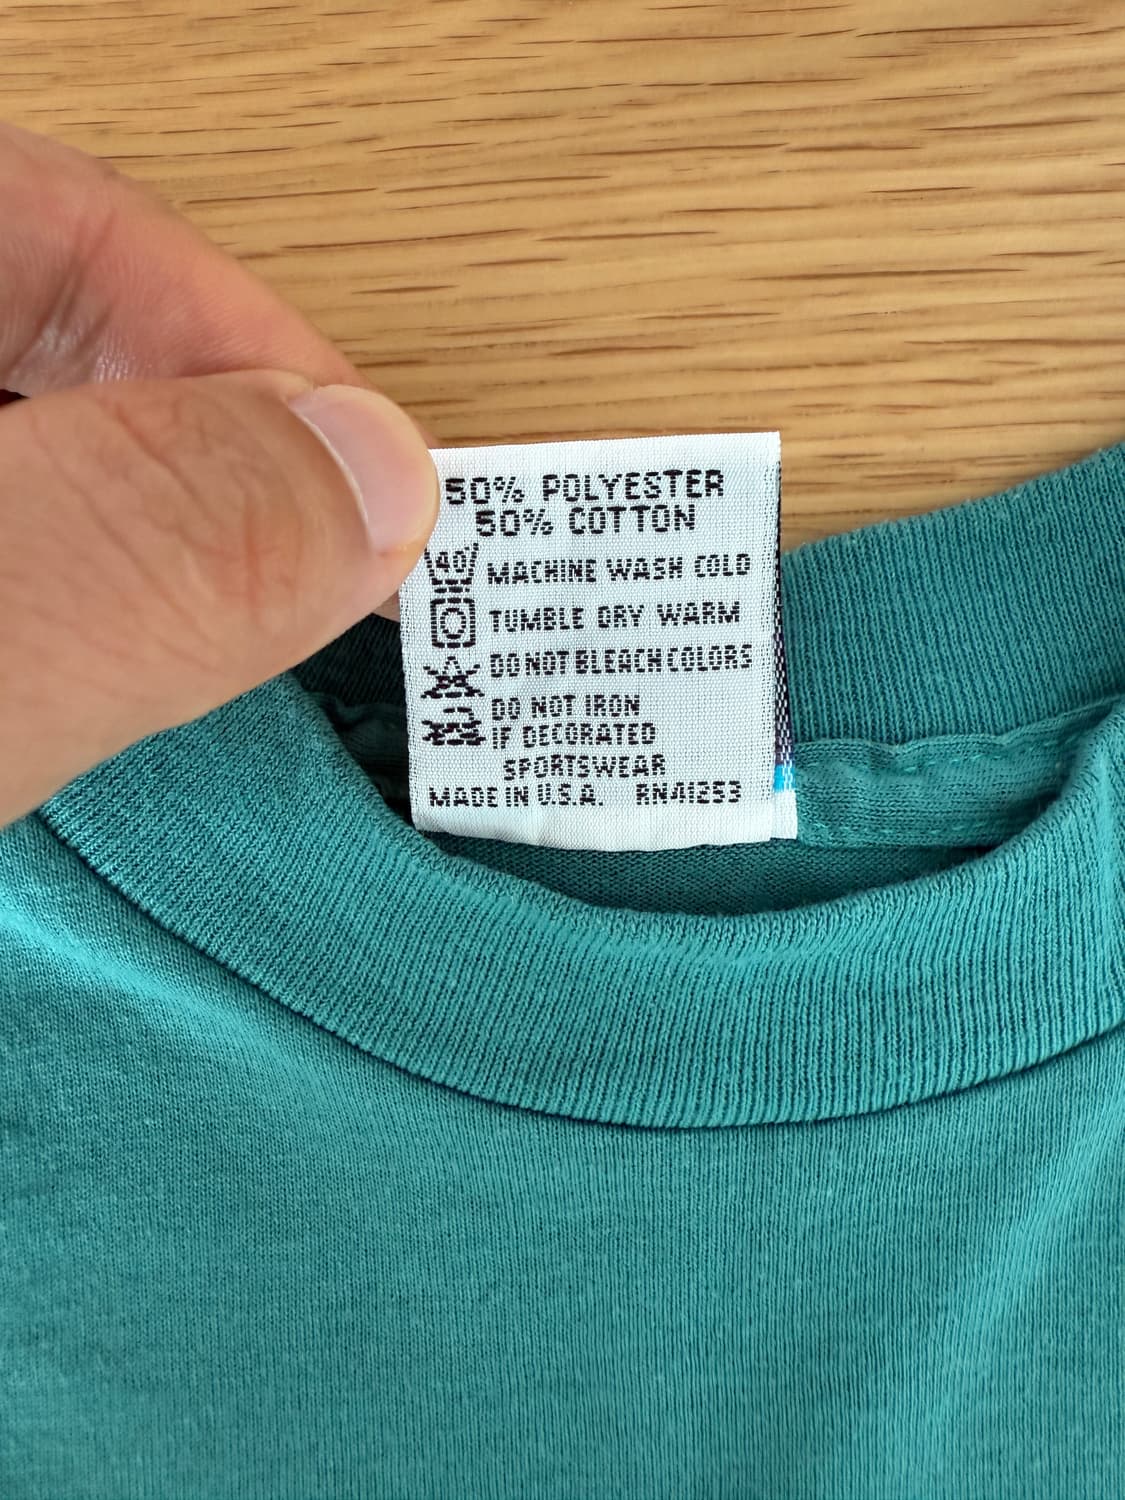 50% POLYESTER
50% COTTON
40 MACHINE WASH COLD
TUMBLE DRY WARM
DO NOT BLEACH COLORS
DO NOT IRON
IF DECORATED
SPORTSWEAR
MADE IN U.S.A. RN41253